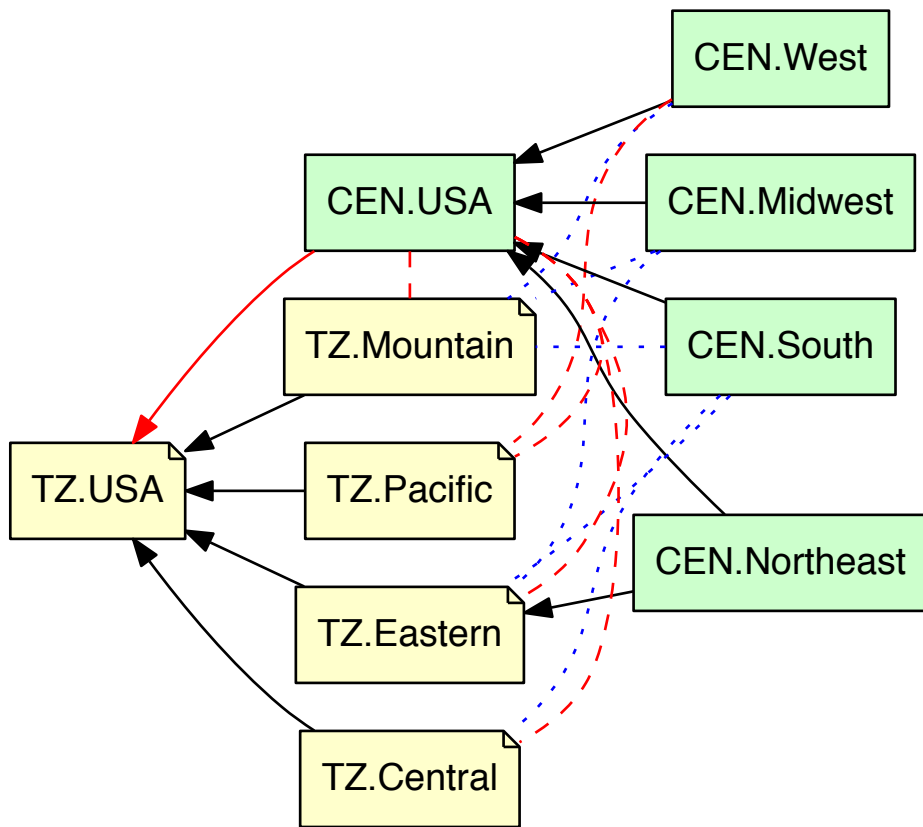 CEN.West
CEN.USA
CEN.Midwest
TZ.Mountain
CEN.South
TZ.USA
TZ.Pacific
CEN.Northeast
TZ.Eastern
TZ.Central